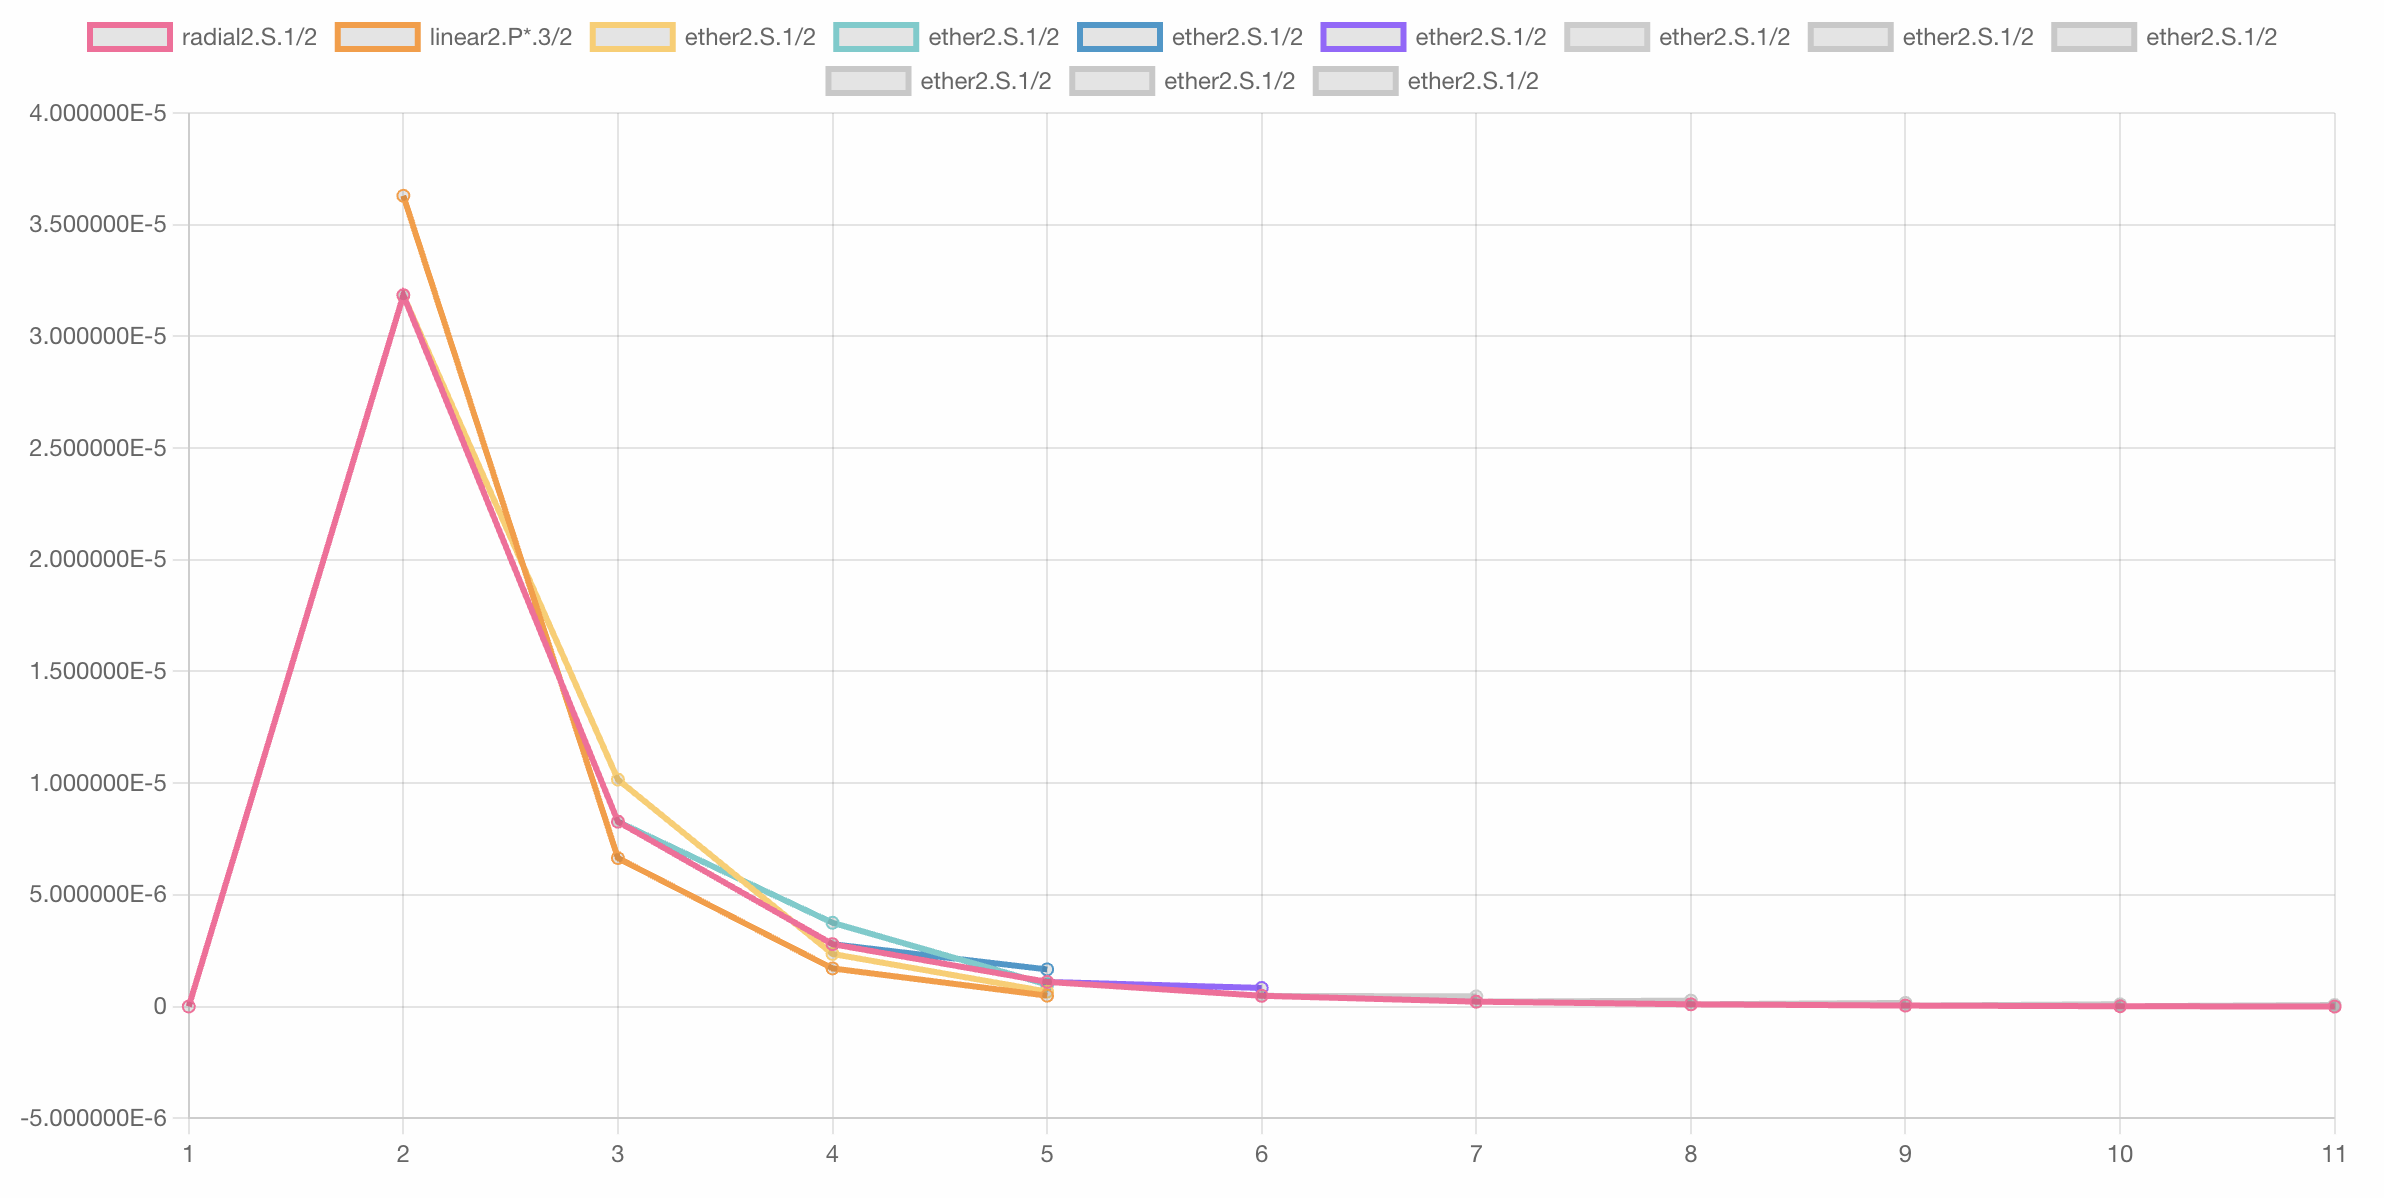 radial2.S.1/2 linear2.P*.3/2 ether2.S.1/2 ether2.S.1/2 ether2.S.1/2 ether2.S.1/2 ether2.S.1/2 ether2.S.1/2 ether2.S.1/2
ether2.S.1/2 ether2.S.1/2 ether2.S.1/2
4.000000E-5
3.500000E-5
3.000000E-5
2.500000E-5
2.000000E-5
1.500000E-5
1.000000E-5
5.000000E-6
0
-5.000000E-6
1 2 3 4 5 6 7 8 9 10 11